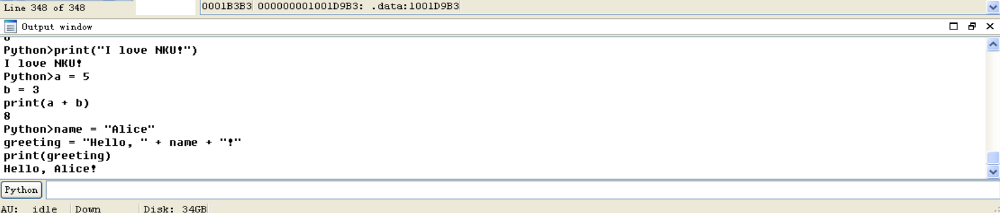 Line 348 of 348
0001B3B3 000000001001D9B3: .data:1001D9B3
Output window
Python>print("I love NKU!")
I love NKU!
Python>a = 5
b = 3
print(a + b)
8
Python>name = "Alice"
greeting = "Hello, " + name + "!"
print(greeting)
Hello, Alice!
Python
AU: idle Down Disk: 34GB